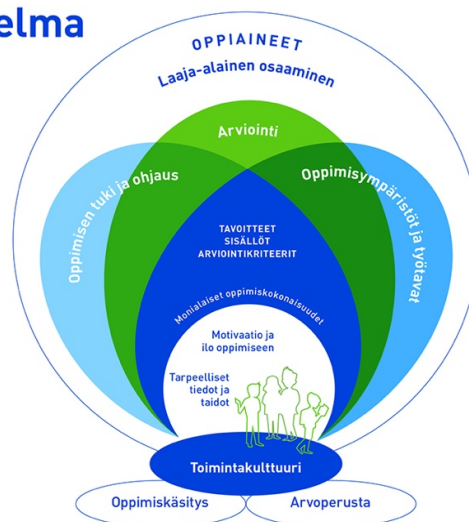 elma
OPPIAINEET
Laaja-alainen osaaminen
Arviointi
Oppimisen tuki ja ohjaus
Oppimisympäristöt ja työtavat
TAVOITTEET
SISÄLLÖT
ARVIOINTIKRITEERIT
Monialaiset oppimiskokonaisuudet
Motivaatio ja
ilo oppimiseen
Tarpeelliset
tiedot ja
taidot
Toimintakulttuuri
Oppimiskäsitys
Arvoperusta